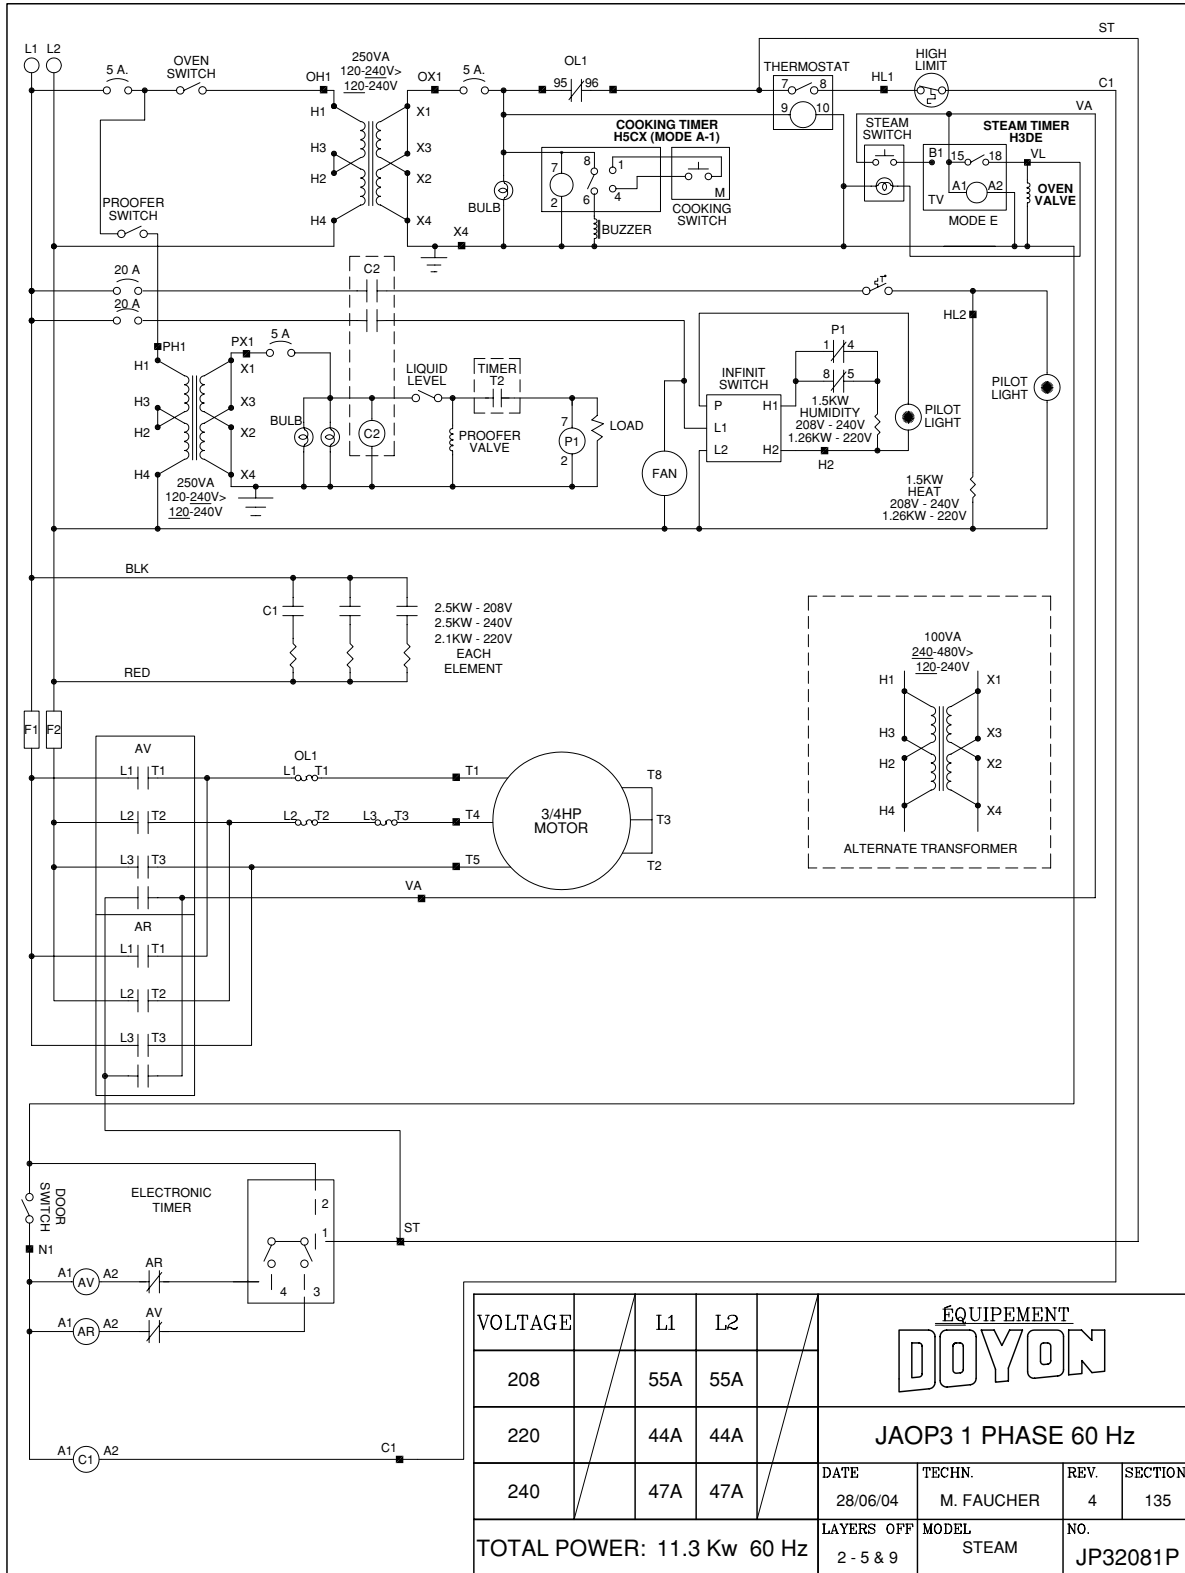 ST
L1 L2
5 A.
OVEN
SWITCH
OH1
250VA
120-240V>
120-240V
OX1
5 A.
OL1
95 96
THERMOSTAT
7 8
9 10
HL1
HIGH
LIMIT
C1
VA
H1
H3
H2
H4
X1
X3
X2
X4
PROOFER
SWITCH
BULB
X4
COOKING TIMER
H5CX (MODE A-1)
7
2
8
6
1
4
M
COOKING
SWITCH
BUZZER
STEAM
SWITCH
STEAM TIMER
H3DE
B1
15 18
VL
A1 A2
TV
MODE E
OVEN
VALVE
20 A
20 A
C2
HL2
PH1
PX1
5 A
H1
H3
H2
H4
X1
X3
X2
X4
250VA
120-240V>
120-240V
BULB
C2
LIQUID
LEVEL
PROOFER
VALVE
TIMER
T2
7
P1
2
LOAD
FAN
INFINIT
SWITCH
P
L1
L2
H1
H2
P1
1 4
8 5
1.5KW
HUMIDITY
208V - 240V
1.26KW - 220V
H2
PILOT
LIGHT
PILOT
LIGHT
1.5KW
HEAT
208V - 240V
1.26KW - 220V
BLK
C1
2.5KW - 208V
2.5KW - 240V
2.1KW - 220V
EACH
ELEMENT
RED
F1 F2
100VA
240-480V>
120-240V
H1
H3
H2
H4
X1
X3
X2
X4
ALTERNATE TRANSFORMER
AV
L1 T1
L2 T2
L3 T3
OL1
L1 T1
L2 T2 L3 T3
T1
T4
T5
3/4HP
MOTOR
T8
T3
T2
VA
AR
L1 T1
L2 T2
L3 T3
DOOR
SWITCH
ELECTRONIC
TIMER
2
1
4 3
ST
N1
A1 AV A2 AR
A1 AR A2 AV
A1 C1 A2 C1
VOLTAGE L1 L2
208 55A 55A
220 44A 44A
240 47A 47A
TOTAL POWER: 11.3 Kw 60 Hz
ÉQUIPEMENT
DOYON
JAOP3 1 PHASE 60 Hz
DATE TECHN. REV. SECTION
28/06/04 M. FAUCHER 4 135
LAYERS OFF MODEL NO.
2 - 5 & 9 STEAM JP32081P